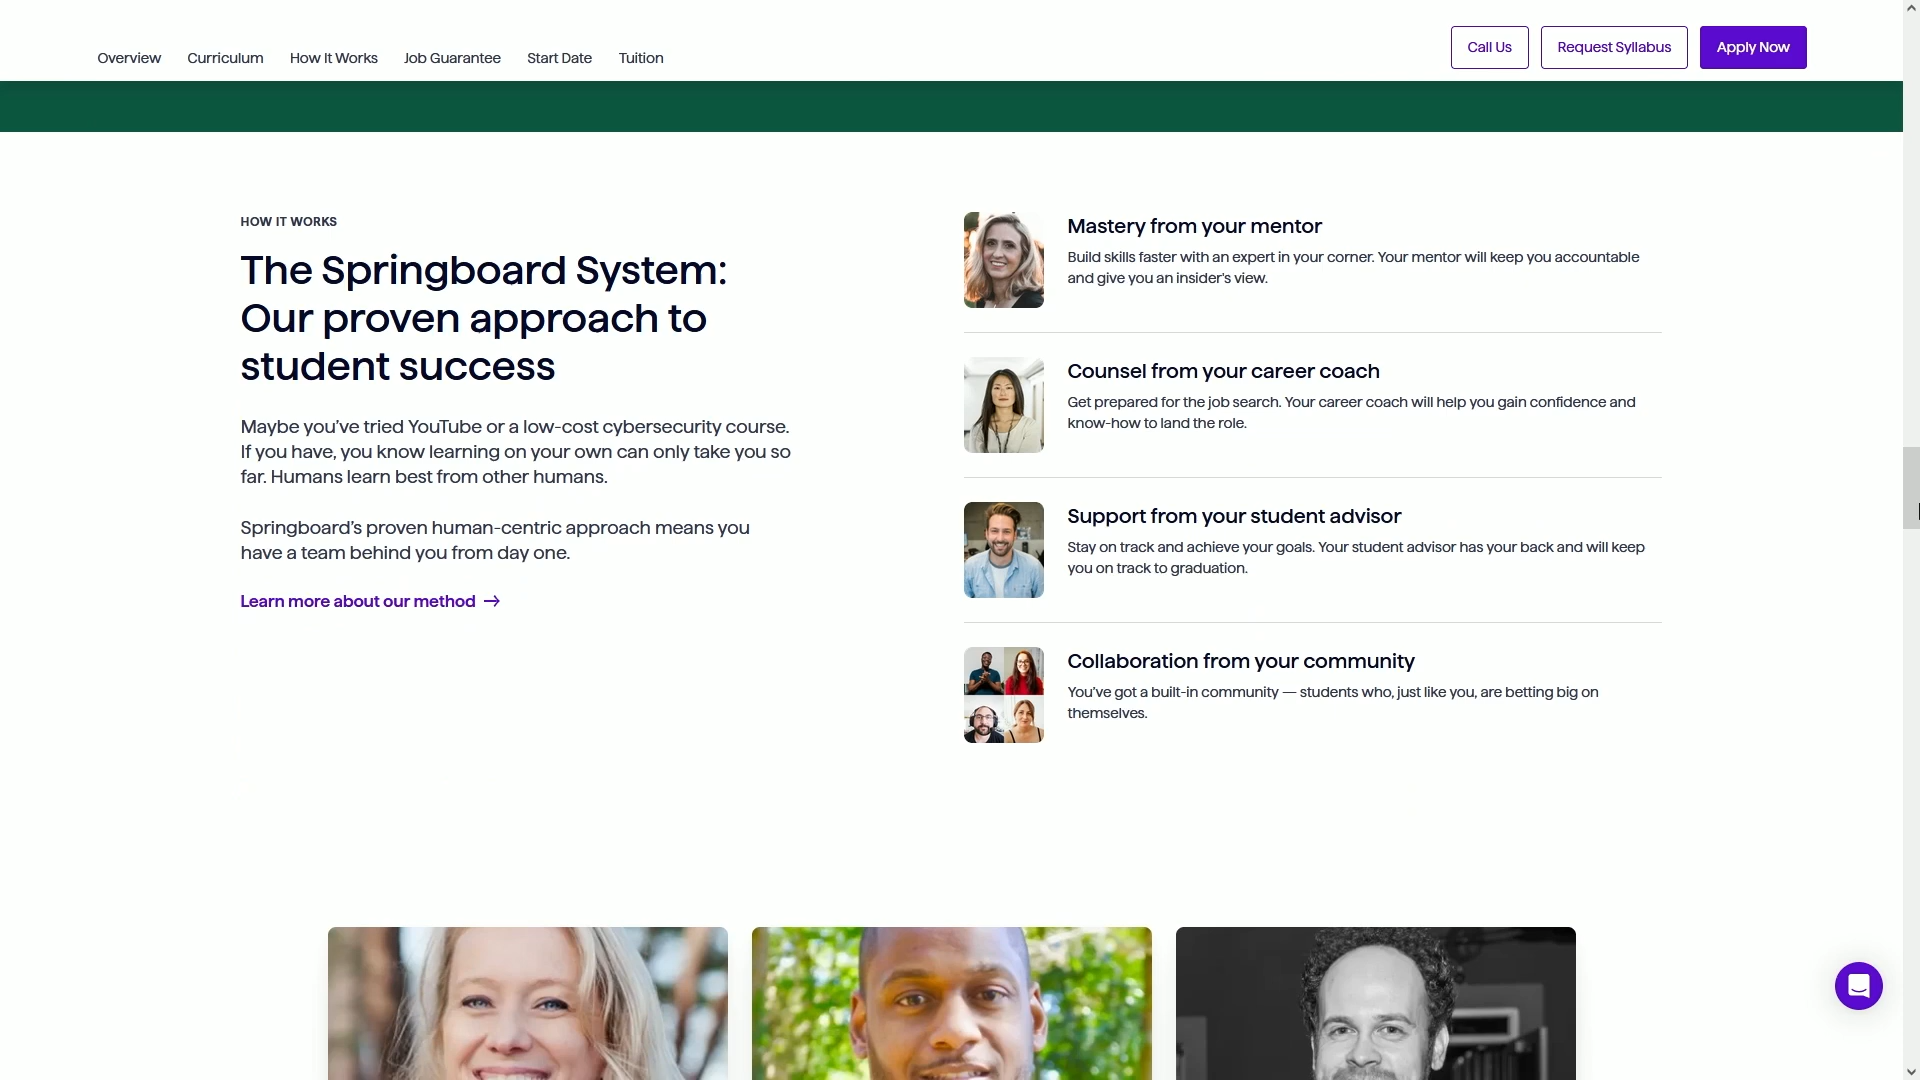 Overview
Curriculum
How It Works
Job Guarantee
Start Date
Tuition
Call Us
Request Syllabus
Apply Now
HOW IT WORKS
The Springboard System:
Our proven approach to
student success
Maybe you've tried YouTube or a low-cost cybersecurity course.
If you have, you know learning on your own can only take you so
far. Humans learn best from other humans.
Springboard's proven human-centric approach means you
have a team behind you from day one.
Learn more about our method →
Mastery from your mentor
Build skills faster with an expert in your corner. Your mentor will keep you accountable
and give you an insider's view.
Counsel from your career coach
Get prepared for the job search. Your career coach will help you gain confidence and
know-how to land the role.
Support from your student advisor
Stay on track and achieve your goals. Your student advisor has your back and will keep
you on track to graduation.
Collaboration from your community
You've got a built-in community — students who, just like you, are betting big on
themselves.